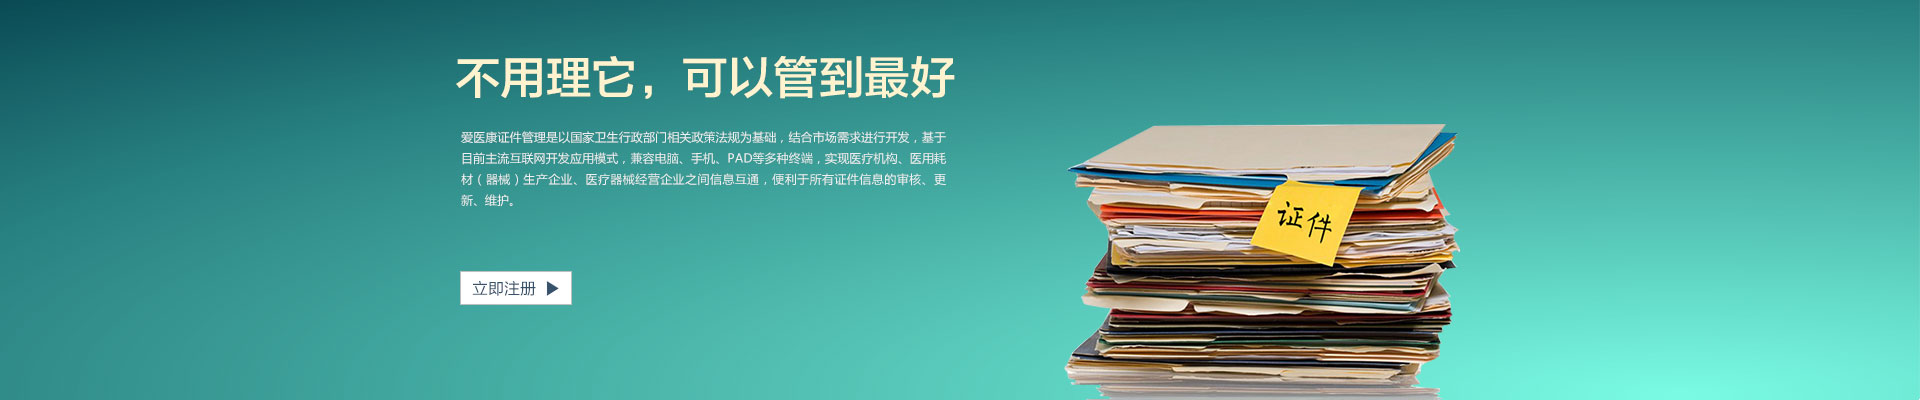 不用理它，可以管到最好
爱医康证件管理是以国家卫生行政部门相关政策法规为基础，结合市场需求进行开发，基于
目前主流互联网开发应用模式，兼容电脑、手机、PAD等多种终端，实现医疗机构、医用耗
材（器械）生产企业、医疗器械经营企业之间信息互通，便利于所有证件信息的审核、更
新、维护。
证件
立即注册